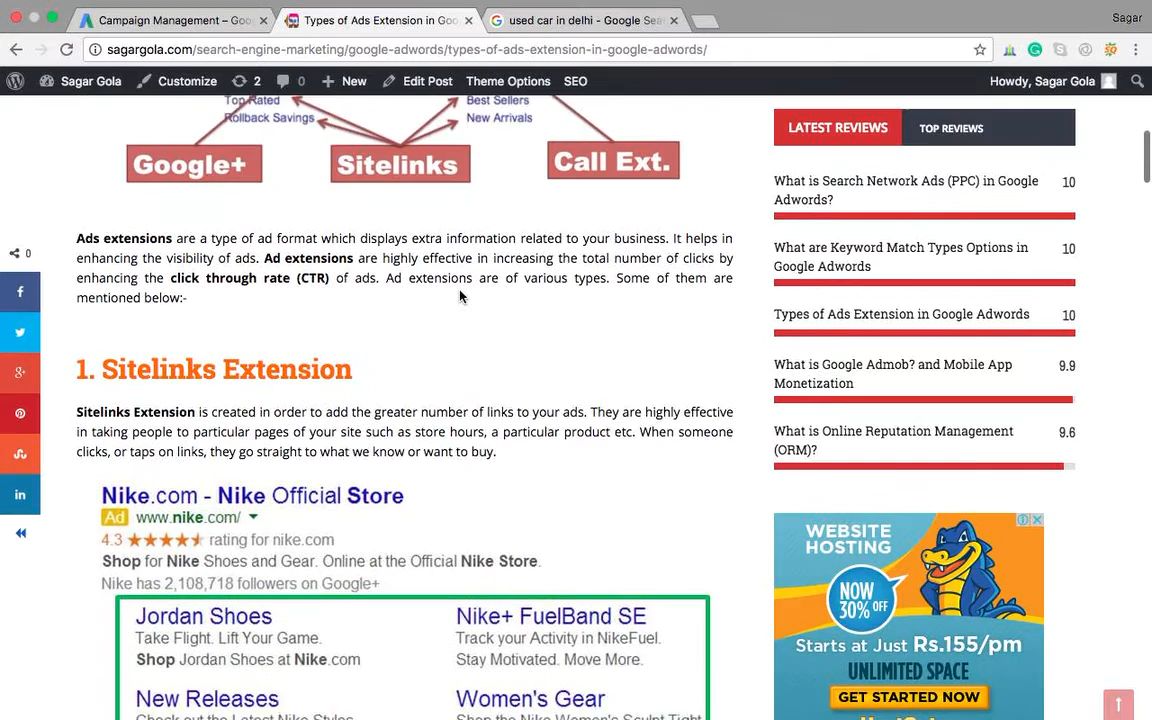 Campaign Management – Goo
Types of Ads Extension in Goo
used car in delhi - Google Sea
Sagar
sagargola.com/search-engine-marketing/google-adwords/types-of-ads-extension-in-google-adwords/
Sagar Gola
Customize
2
0
New
Edit Post
Theme Options
SEO
Howdy, Sagar Gola
Top Rated
Best Sellers
Rollback Savings
New Arrivals
Google+
Sitelinks
Call Ext.
Ads extensions are a type of ad format which displays extra information related to your business. It helps in
enhancing the visibility of ads. Ad extensions are highly effective in increasing the total number of clicks by
enhancing the click through rate (CTR) of ads. Ad extensions are of various types. Some of them are
mentioned below:-
0
1. Sitelinks Extension
Sitelinks Extension is created in order to add the greater number of links to your ads. They are highly effective
in taking people to particular pages of your site such as store hours, a particular product etc. When someone
clicks, or taps on links, they go straight to what we know or want to buy.
Nike.com - Nike Official Store
Ad www.nike.com/
4.3 rating for nike.com
Shop for Nike Shoes and Gear. Online at the Official Nike Store.
Nike has 2,108,718 followers on Google+
Jordan Shoes
Take Flight. Lift Your Game.
Shop Jordan Shoes at Nike.com
Nike+ FuelBand SE
Track your Activity in NikeFuel.
Stay Motivated. Move More.
New Releases
Check out the Latest Nike Styles
Women's Gear
Shop the Nike Women's Sculpt Tight
LATEST REVIEWS
TOP REVIEWS
What is Search Network Ads (PPC) in Google
Adwords?
10
What are Keyword Match Types Options in
Google Adwords
10
Types of Ads Extension in Google Adwords
10
What is Google Admob? and Mobile App
Monetization
9.9
What is Online Reputation Management
(ORM)?
9.6
WEBSITE
HOSTING
NOW
30% OFF
Starts at Just Rs.155/pm
UNLIMITED SPACE
GET STARTED NOW